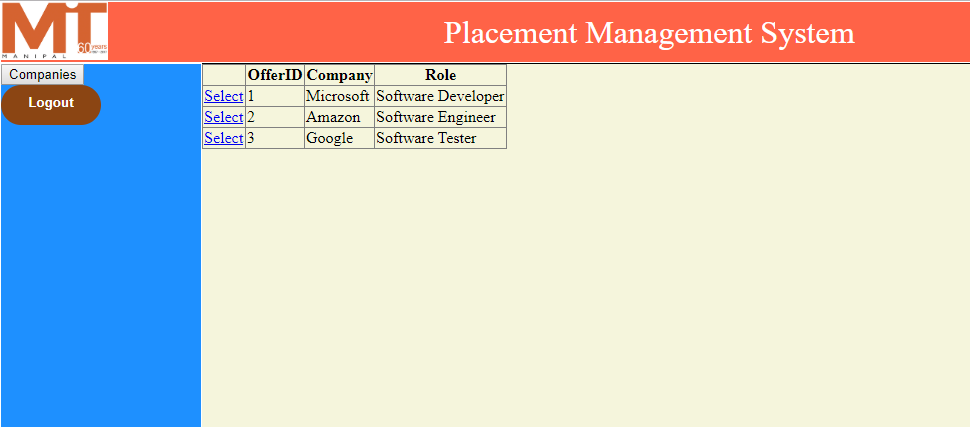 MiT
MANIPAL
60 years
Placement Management System
Companies
Logout
OfferID Company Role
Select 1 Microsoft Software Developer
Select 2 Amazon Software Engineer
Select 3 Google Software Tester